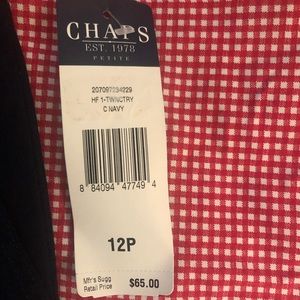 CHAPS
EST. 1978
PETITE
207097234229
HF 1-TWNCTRY
C NAVY
8 84094 47749 4
12P
Mfr's Sugg
Retail Price
$65.00